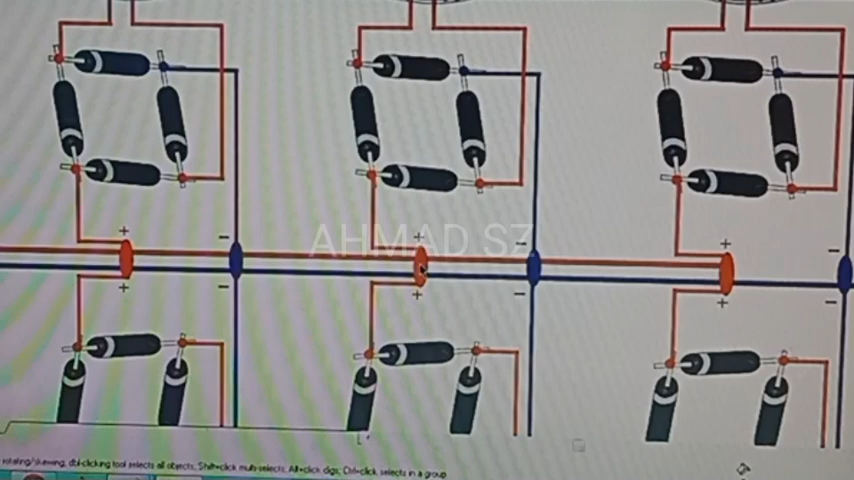 + − + − + −
AHMAD SZ
+ − + − + −
rotating/skewing; dbl-clicking tool selects all objects; Shift+click multi-selects; Alt+click digs; Ctrl+click selects in a group